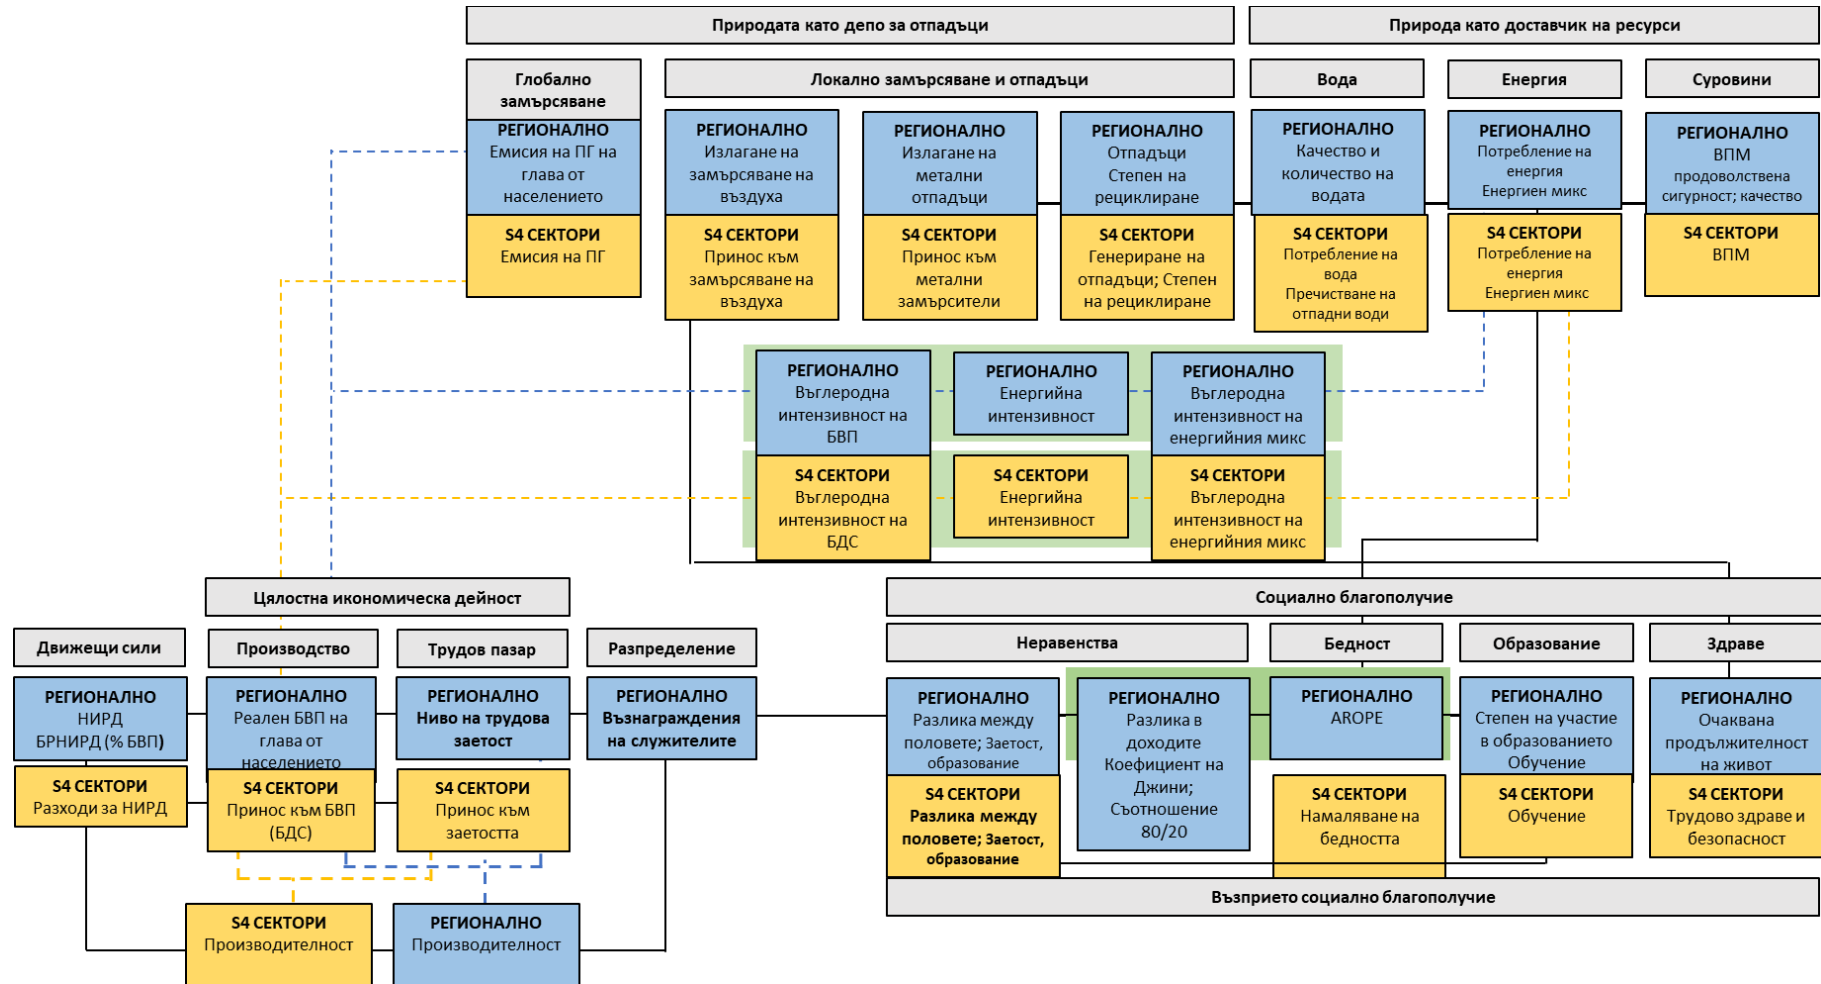 Природата като депо за отпадъци
Природа като доставчик на ресурси
Глобално
замърсяване
Локално замърсяване и отпадъци
Вода
Енергия
Суровини
РЕГИОНАЛНО
Емисия на ПГ на
глава от
населението
S4 СЕКТОРИ
Емисия на ПГ
РЕГИОНАЛНО
Излагане на
замърсяване на
въздуха
S4 СЕКТОРИ
Принос към
замърсяване на
въздуха
РЕГИОНАЛНО
Излагане на
метални
отпадъци
S4 СЕКТОРИ
Принос към
метални
замърсители
РЕГИОНАЛНО
Отпадъци
Степен на
рециклиране
S4 СЕКТОРИ
Генериране на
отпадъци; Степен
на рециклиране
РЕГИОНАЛНО
Качество и
количество на
водата
S4 СЕКТОРИ
Потребление на
вода
Пречистване на
отпадни води
РЕГИОНАЛНО
Потребление на
енергия
Енергиен микс
S4 СЕКТОРИ
Потребление на
енергия
Енергиен микс
РЕГИОНАЛНО
ВПМ
продоволствена
сигурност; качество
S4 СЕКТОРИ
ВПМ
РЕГИОНАЛНО
Въглеродна
интензивност на
БВП
S4 СЕКТОРИ
Въглеродна
интензивност на
БДС
РЕГИОНАЛНО
Енергийна
интензивност
S4 СЕКТОРИ
Енергийна
интензивност
РЕГИОНАЛНО
Въглеродна
интензивност на
енергийния микс
S4 СЕКТОРИ
Въглеродна
интензивност на
енергийния микс
Цялостна икономическа дейност
Движещи сили
Производство
Трудов пазар
Разпределение
РЕГИОНАЛНО
НИРД
БРНИРД (% БВП)
S4 СЕКТОРИ
Разходи за НИРД
РЕГИОНАЛНО
Реален БВП на
глава от
населението
S4 СЕКТОРИ
Принос към БВП
(БДС)
РЕГИОНАЛНО
Ниво на трудова
заетост
S4 СЕКТОРИ
Принос към
заетостта
РЕГИОНАЛНО
Възнаграждения
на служителите
S4 СЕКТОРИ
Производителност
РЕГИОНАЛНО
Производителност
Социално благополучие
Неравенства
Бедност
Образование
Здраве
РЕГИОНАЛНО
Разлика между
половете; Заетост,
образование
S4 СЕКТОРИ
Разлика между
половете; Заетост,
образование
РЕГИОНАЛНО
Разлика в
доходите
Коефициент на
Джини;
Съотношение
80/20
РЕГИОНАЛНО
AROPE
S4 СЕКТОРИ
Намаляване на
бедността
РЕГИОНАЛНО
Степен на участие
в образованието
Обучение
S4 СЕКТОРИ
Обучение
РЕГИОНАЛНО
Очаквана
продължителност
на живот
S4 СЕКТОРИ
Трудово здраве и
безопасност
Възприето социално благополучие